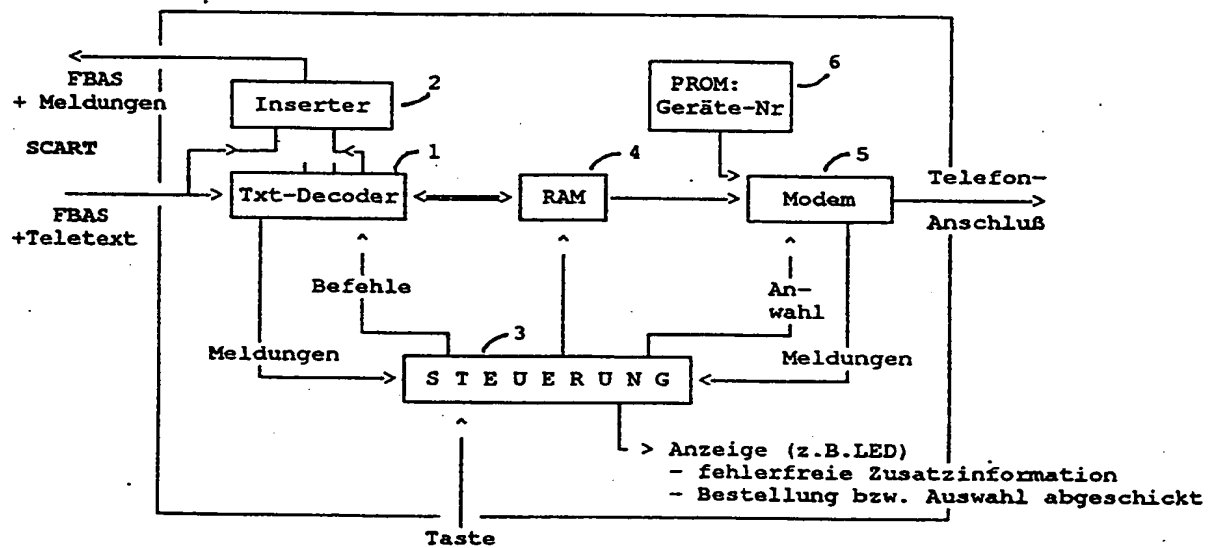 FBAS
+ Meldungen
SCART
FBAS
+Teletext
Inserter
2
Txt-Decoder
1
RAM
4
PROM:
Geräte-Nr
6
Modem
5
Telefon-
Anschluß
Befehle
An-
wahl
Meldungen
3
Meldungen
STEUERUNG
Anzeige (z.B.LED)
- fehlerfreie Zusatzinformation
- Bestellung bzw. Auswahl abgeschickt
Taste